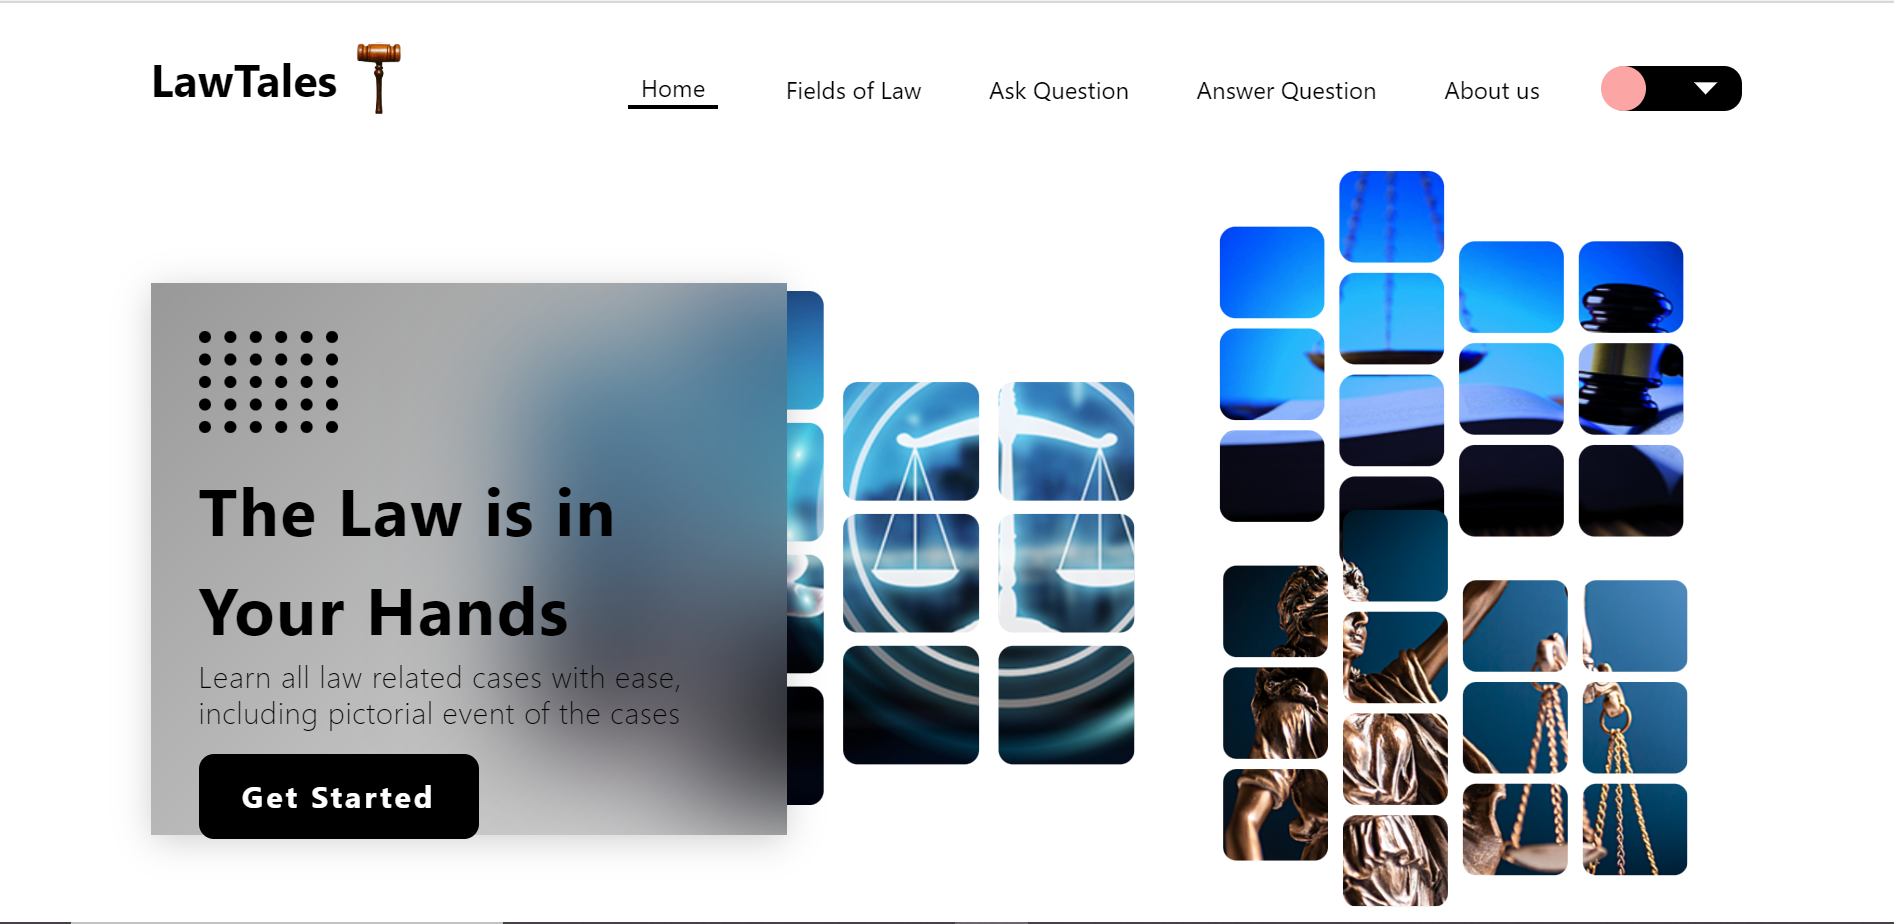 LawTales
Home
Fields of Law
Ask Question
Answer Question
About us
The Law is in
Your Hands
Learn all law related cases with ease,
including pictorial event of the cases
Get Started